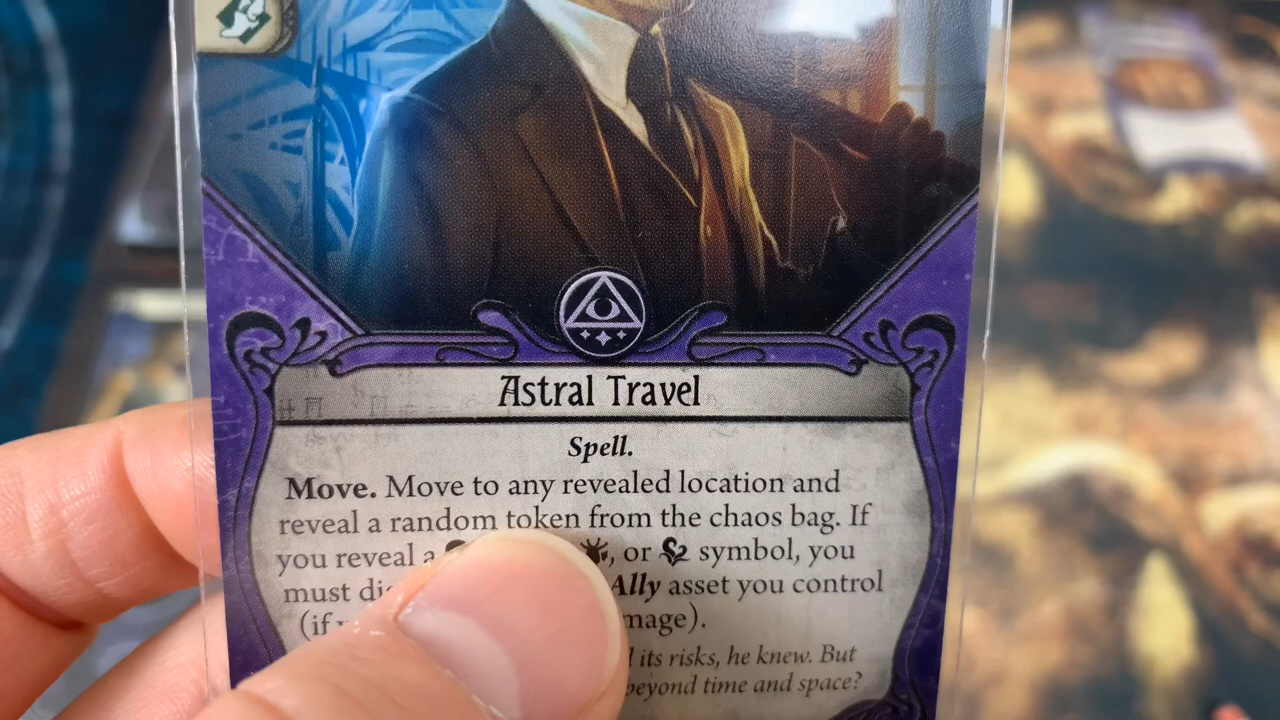 Astral Travel
Spell.
Move. Move to any revealed location and
reveal a random token from the chaos bag. If
you reveal a , or symbol, you
must Ally asset you control
(if mage).
its risks, he knew. But
beyond time and space?